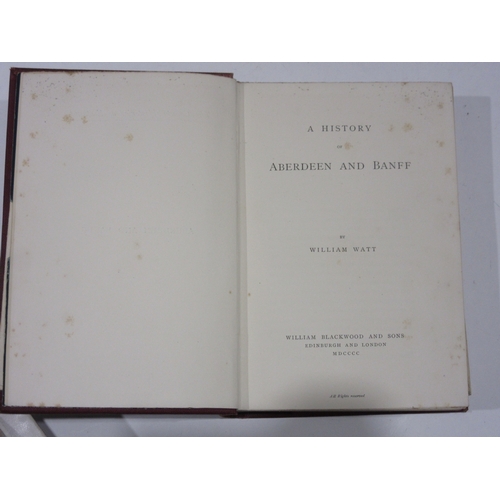 A HISTORY
OF
ABERDEEN AND BANFF
BY
WILLIAM WATT
WILLIAM BLACKWOOD AND SONS
EDINBURGH AND LONDON
MDCCCC
All Rights reserved